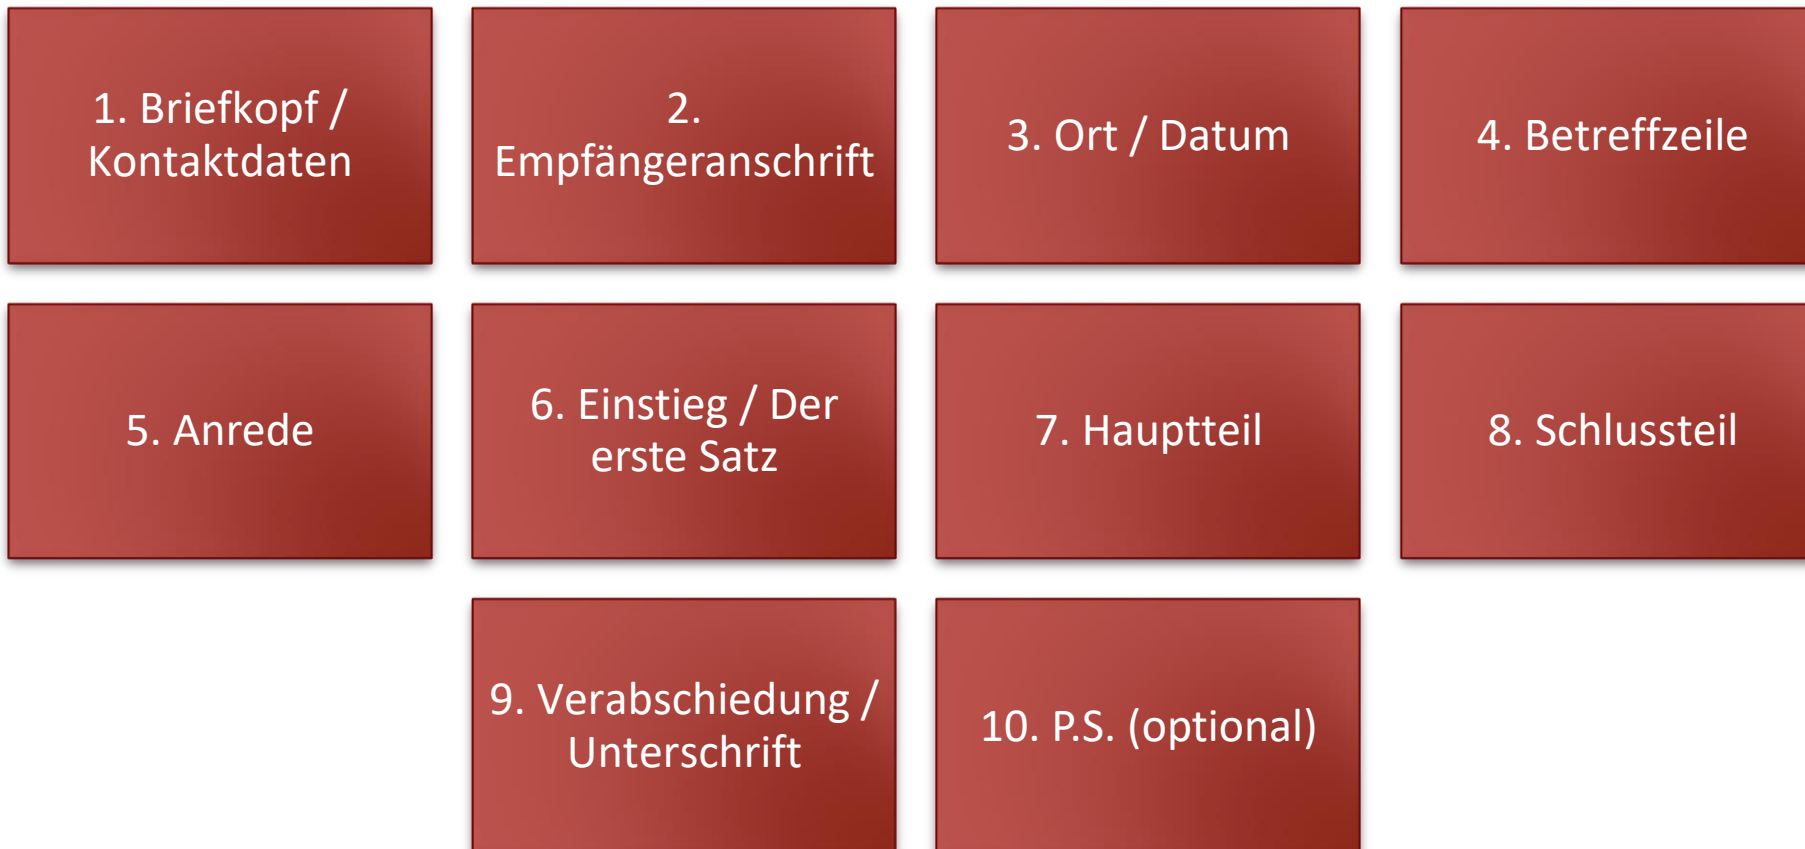 1. Briefkopf /
Kontaktdaten
2.
Empfängeranschrift
3. Ort / Datum
4. Betreffzeile
5. Anrede
6. Einstieg / Der
erste Satz
7. Hauptteil
8. Schlussteil
9. Verabschiedung /
Unterschrift
10. P.S. (optional)